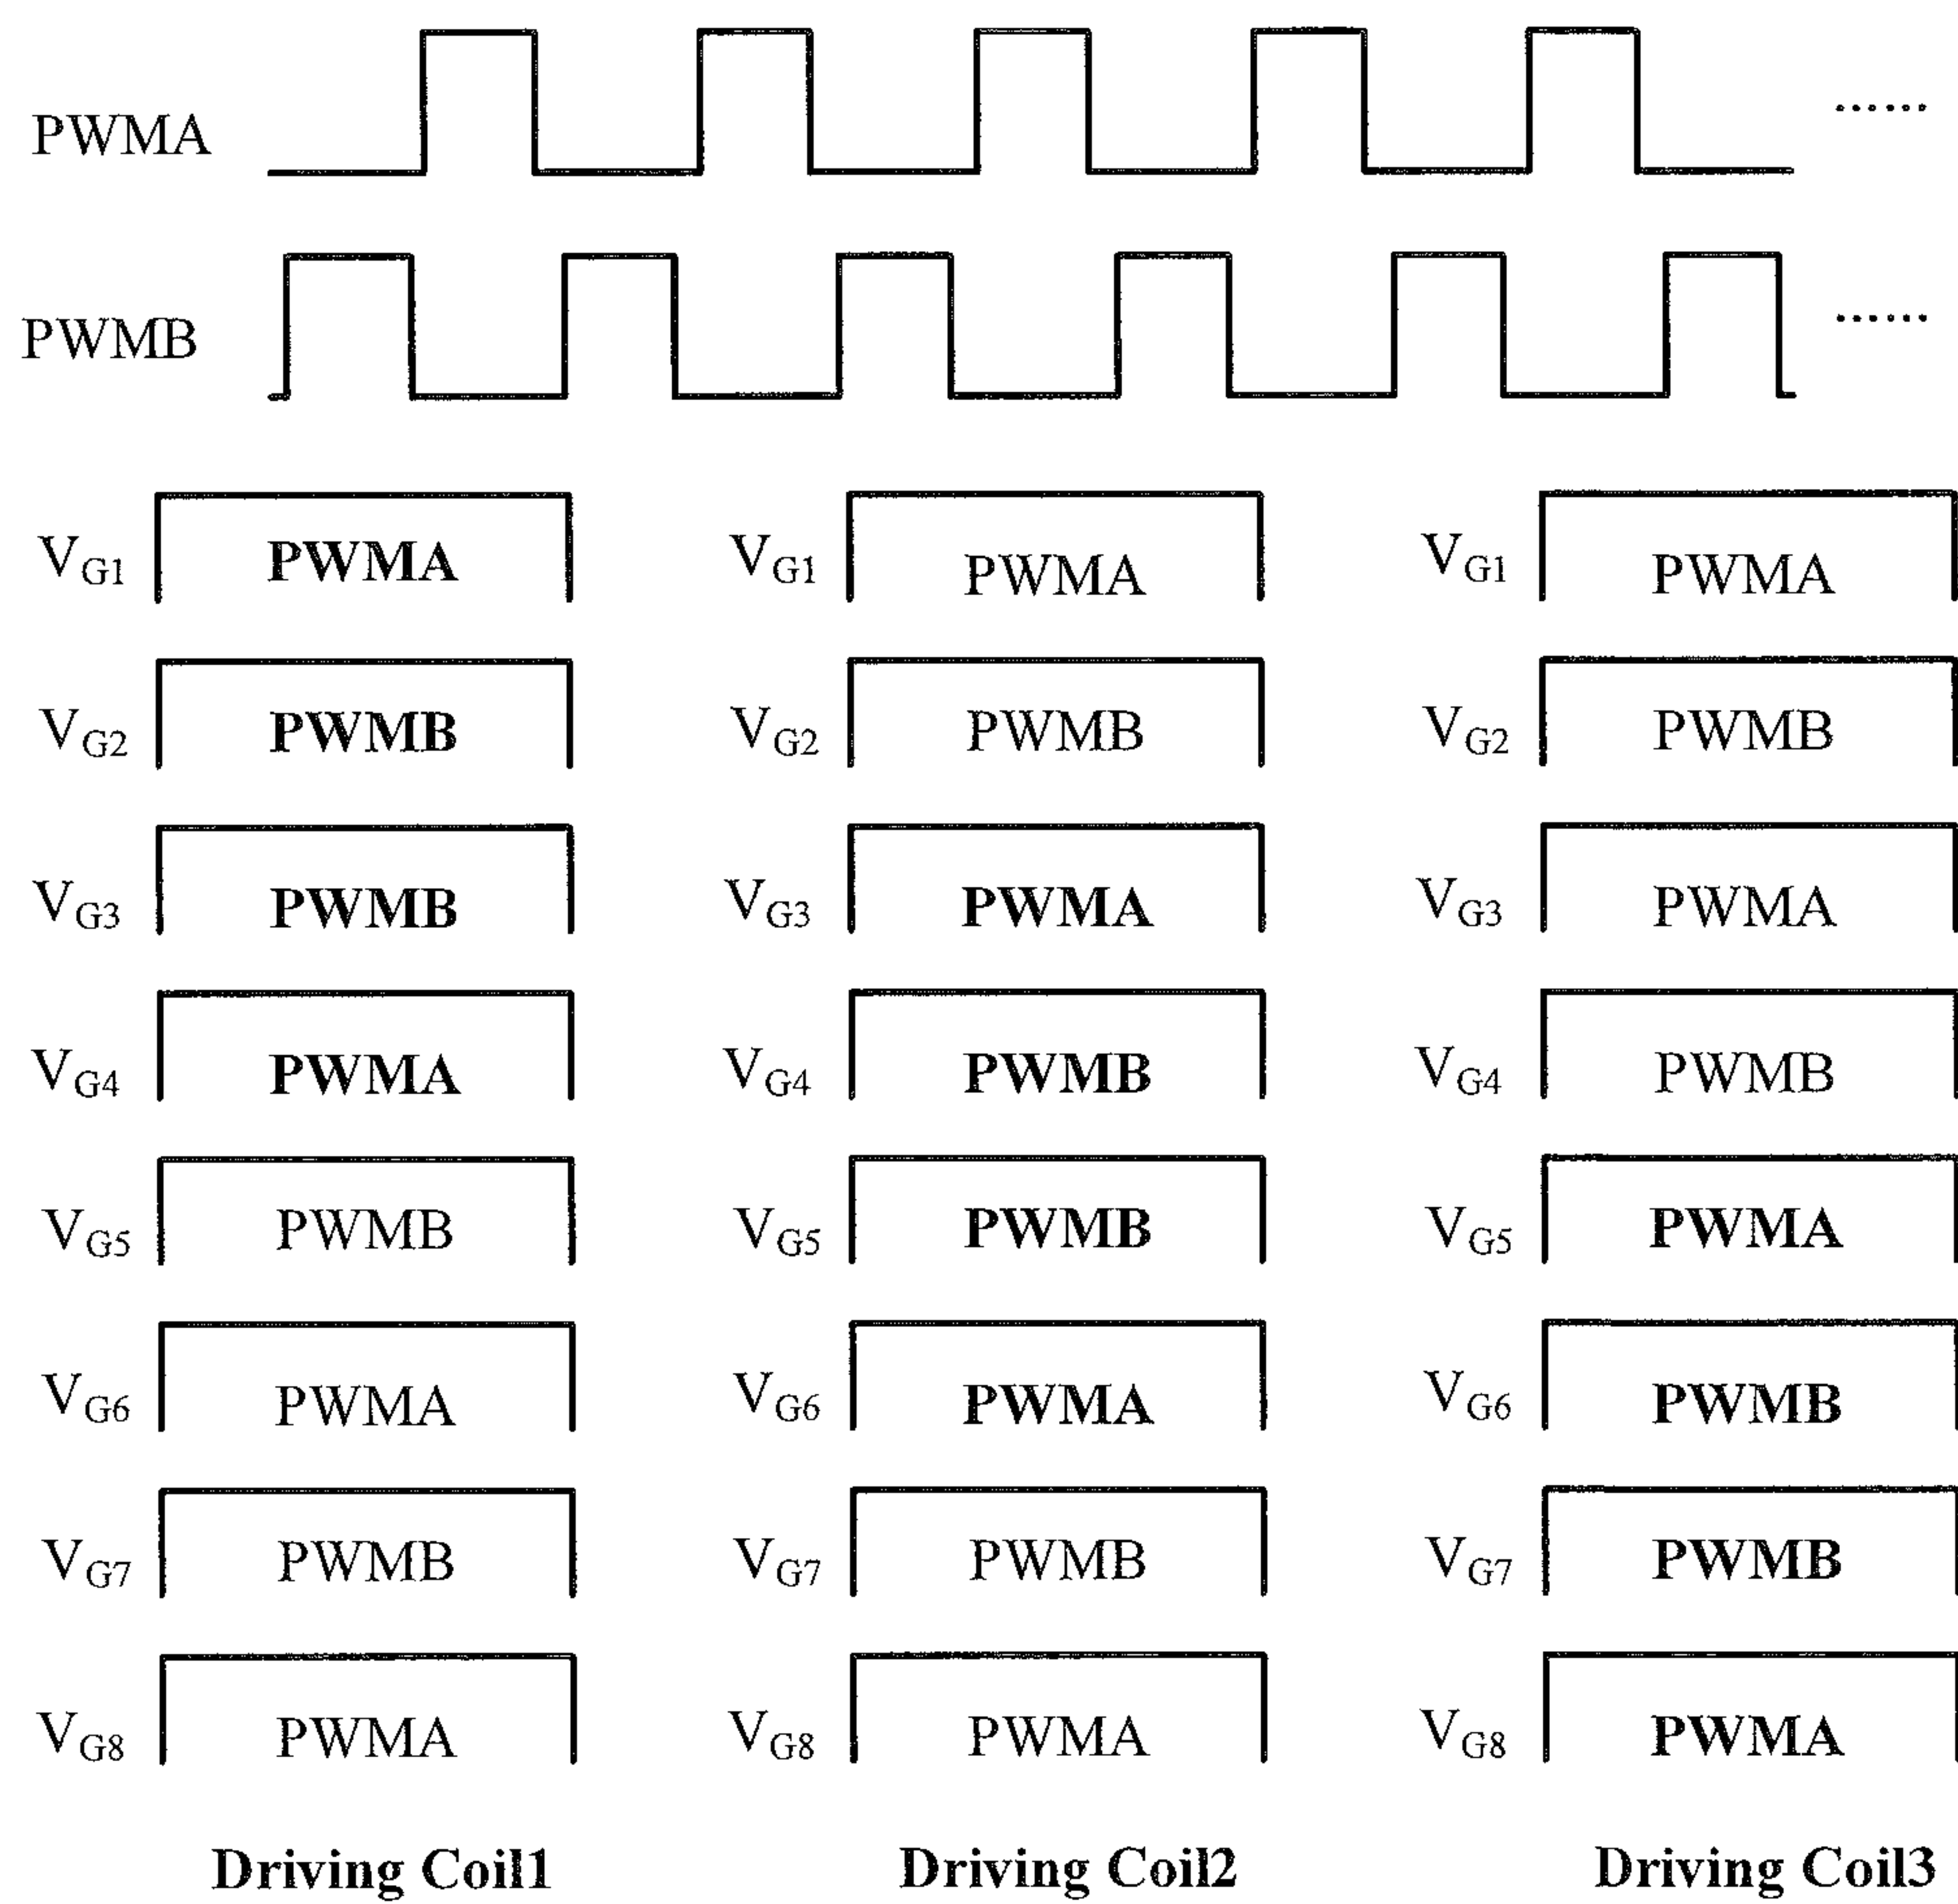 PWMA ......
PWMB ......
VG1 PWMA VG1 PWMA VG1 PWMA
VG2 PWMB VG2 PWMB VG2 PWMB
VG3 PWMB VG3 PWMA VG3 PWMA
VG4 PWMA VG4 PWMB VG4 PWMB
VG5 PWMB VG5 PWMB VG5 PWMA
VG6 PWMA VG6 PWMA VG6 PWMB
VG7 PWMB VG7 PWMB VG7 PWMB
VG8 PWMA VG8 PWMA VG8 PWMA
Driving Coil1 Driving Coil2 Driving Coil3